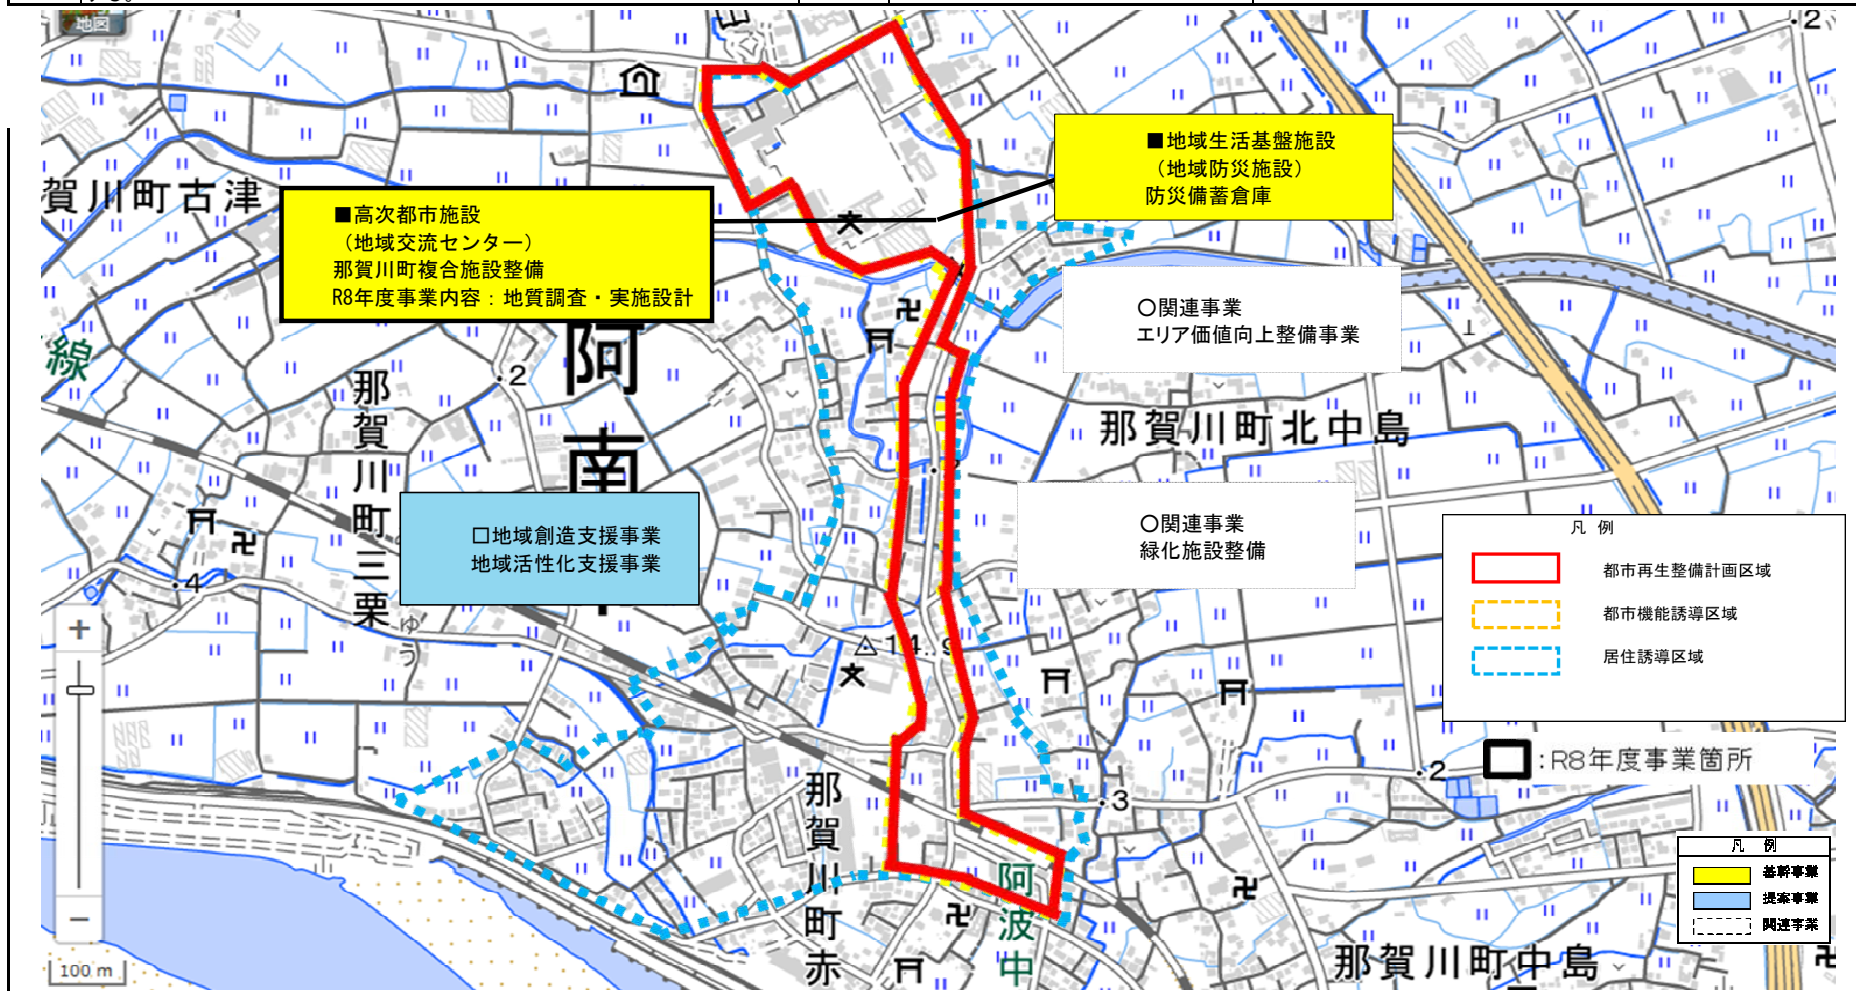 する。
地図
2
賀川町古津
■地域生活基盤施設
（地域防災施設）
防災備蓄倉庫
■高次都市施設
（地域交流センター）
那賀川町複合施設整備
R8年度事業内容：地質調査・実施設計
○関連事業
エリア価値向上整備事業
線
阿南
2
那賀川町三栗
ゆう
那賀川町北中島
□地域創造支援事業
地域活性化支援事業
○関連事業
緑化施設整備
凡 例
都市再生整備計画区域
都市機能誘導区域
居住誘導区域
4
14.9
+
−
:R8年度事業箇所
2
3
那賀川町赤
阿波中
凡 例
基幹事業
提案事業
関連事業
那賀川町中島
100 m